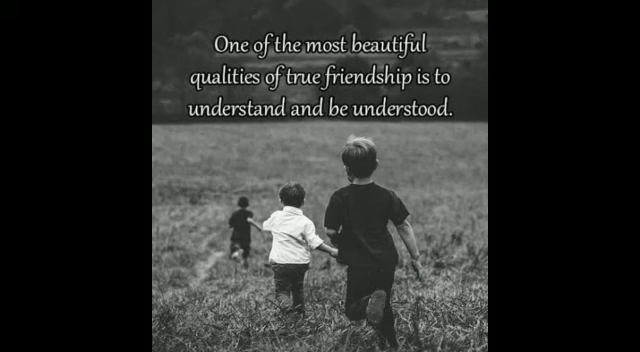 One of the most beautiful
qualities of true friendship is to
understand and be understood.